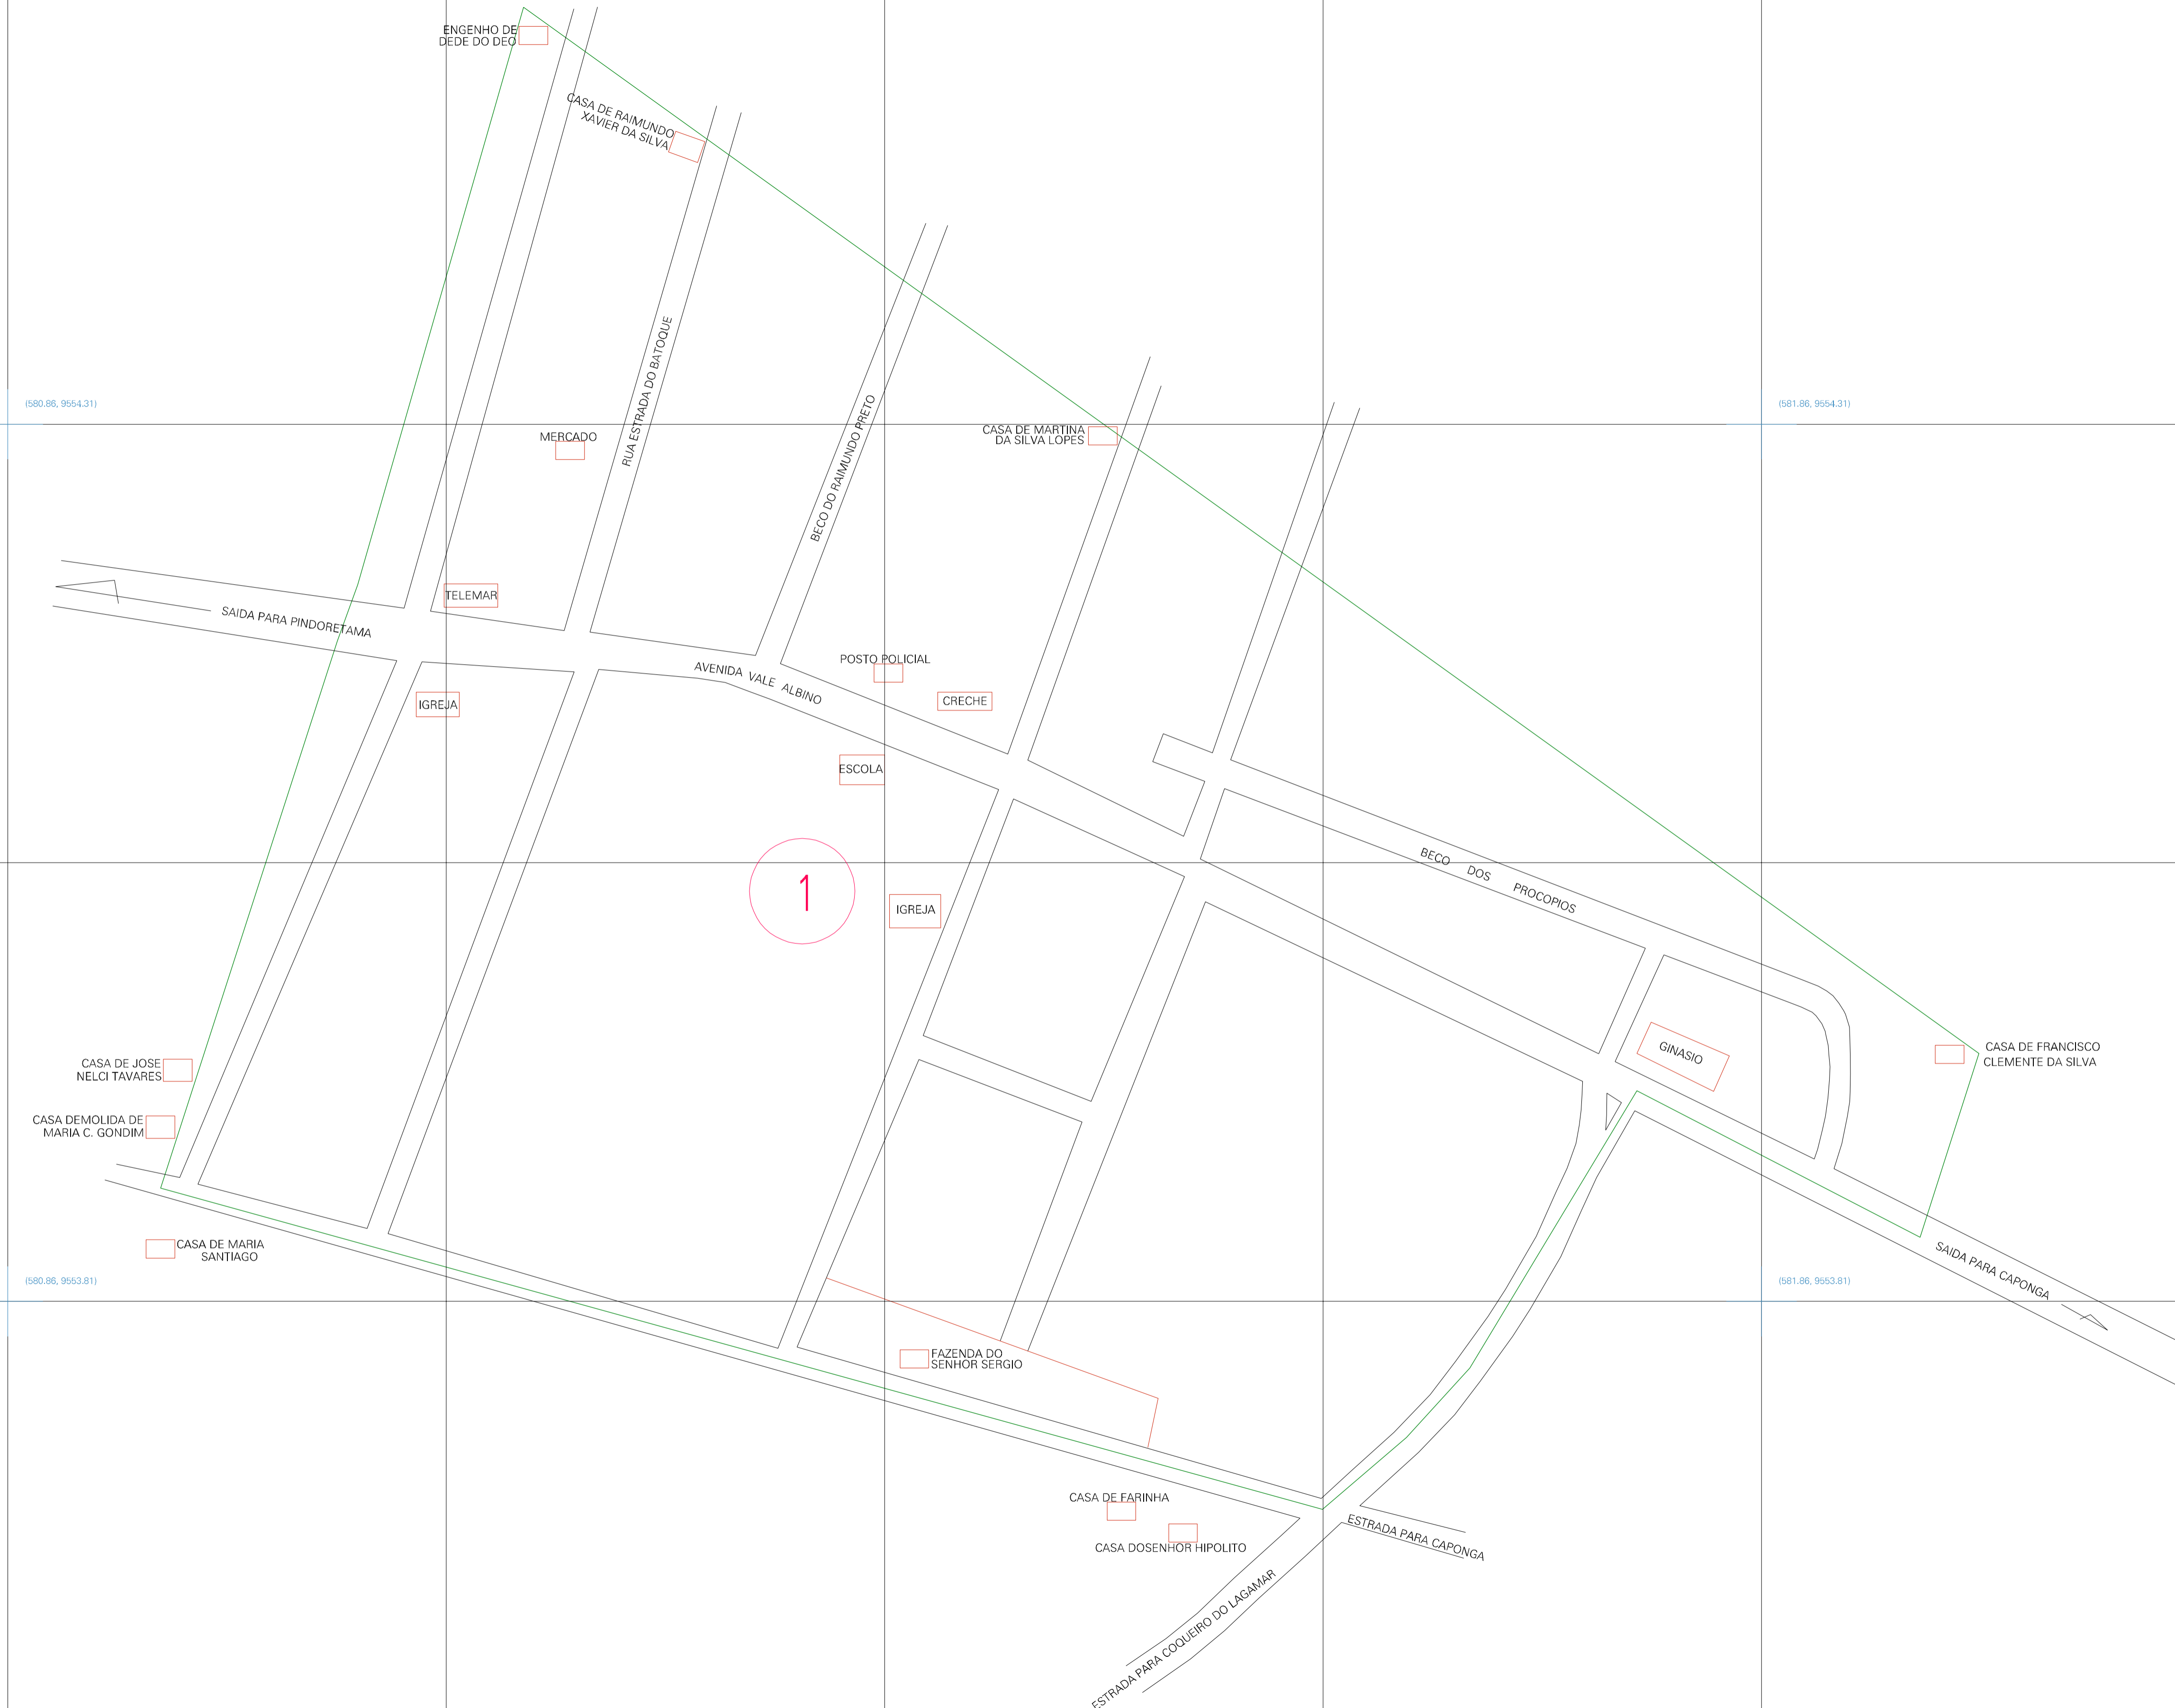 ENGENHO DE
DEDE DO DEO
CASA DE RAIMUNDO
XAVIER DA SILVA
RUA ESTRADA DO BATOQUE
(580.86, 9554.31)
(581.86, 9554.31)
MERCADO
BECO DO RAIMUNDO PRETO
CASA DE MARTINA
DA SILVA LOPES
TELEMAR
SAIDA PARA PINDORETAMA
POSTO POLICIAL
AVENIDA VALE ALBINO
IGREJA
CRECHE
ESCOLA
1
BECO DOS PROCOPIOS
IGREJA
GINASIO
CASA DE FRANCISCO
CLEMENTE DA SILVA
CASA DE JOSE
NELCI TAVARES
CASA DEMOLIDA DE
MARIA C. GONDIM
CASA DE MARIA
SANTIAGO
SAIDA PARA CAPONGA
(580.86, 9553.81)
(581.86, 9553.81)
FAZENDA DO
SENHOR SERGIO
CASA DE FARINHA
CASA DOSENHOR HIPOLITO
ESTRADA PARA CAPONGA
ESTRADA PARA COQUEIRO DO LAGAMAR